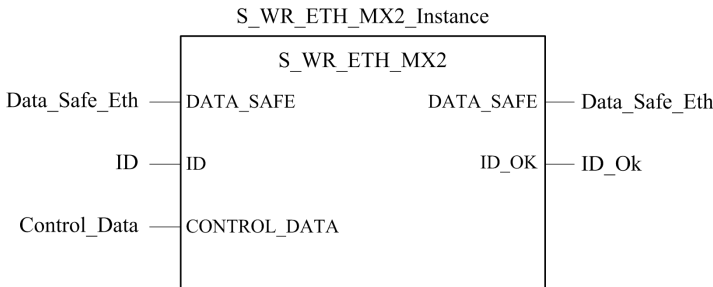 S_WR_ETH_MX2_Instance
S_WR_ETH_MX2
Data_Safe_Eth DATA_SAFE DATA_SAFE Data_Safe_Eth
ID ID ID_OK ID_Ok
Control_Data CONTROL_DATA